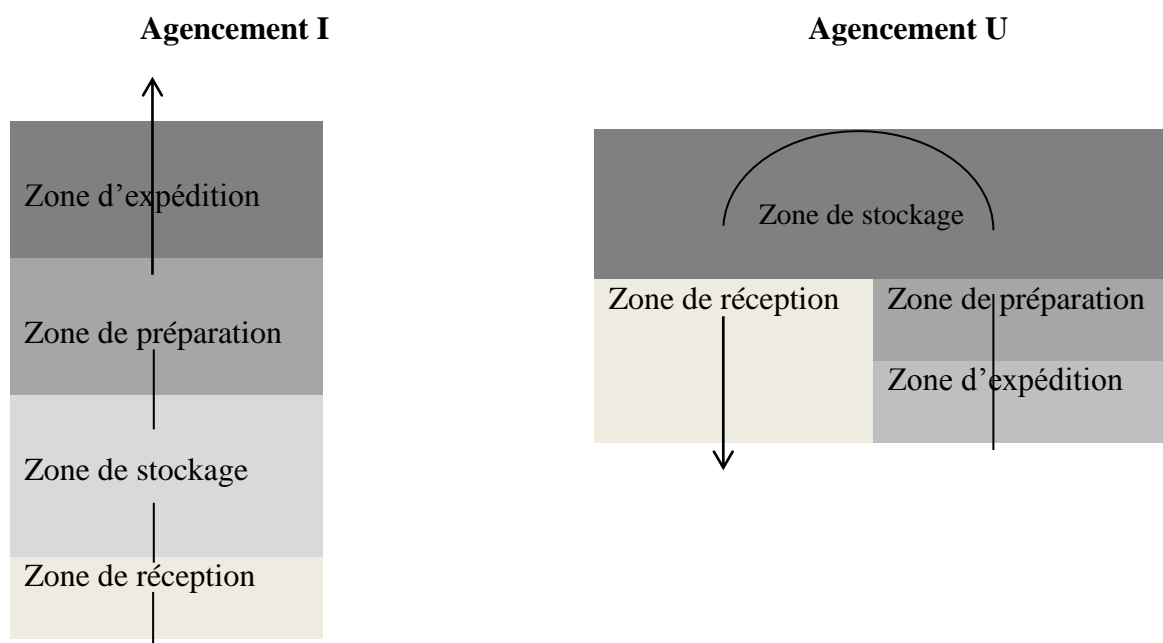 Agencement I
Agencement U
Zone d’expédition
Zone de préparation
Zone de stockage
Zone de réception
Zone de stockage
Zone de réception
Zone de préparation
Zone d’expédition